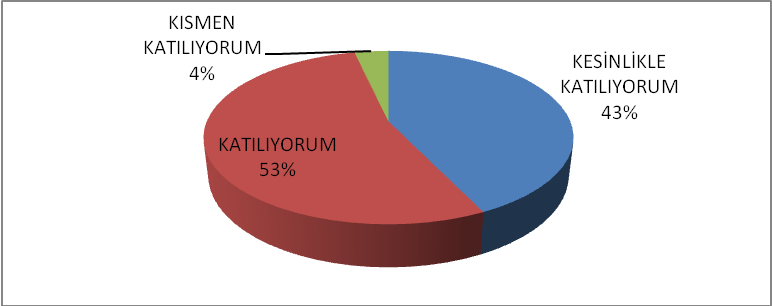 KISMEN
KATILIYORUM
4%
KESİNLİKLE
KATILIYORUM
43%
KATILIYORUM
53%